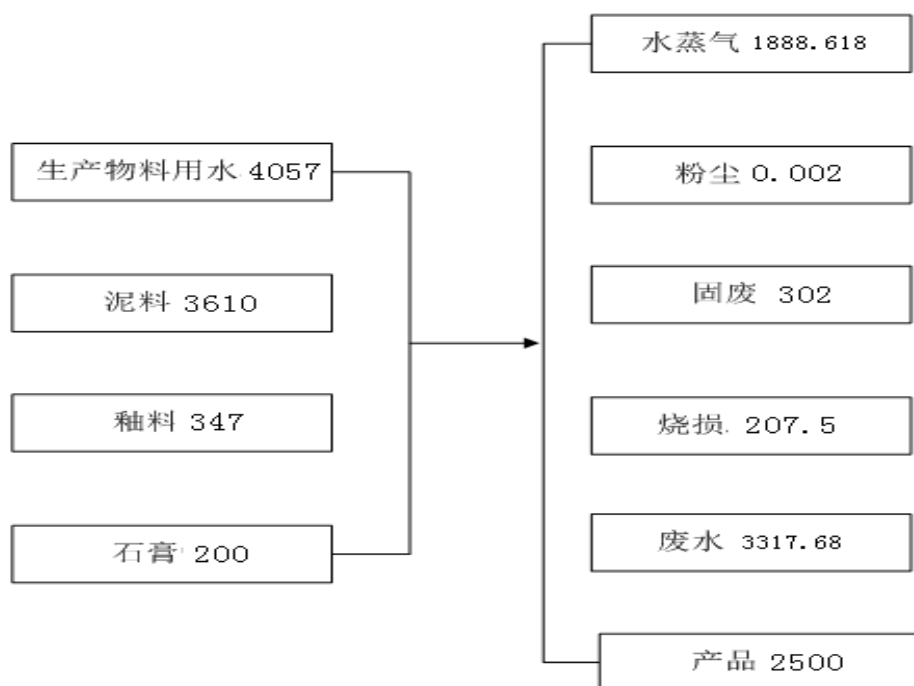 生产物料用水 4057
泥料 3610
釉料 347
石膏 200
水蒸气 1888.618
粉尘 0.002
固废 302
烧损 207.5
废水 3317.68
产品 2500